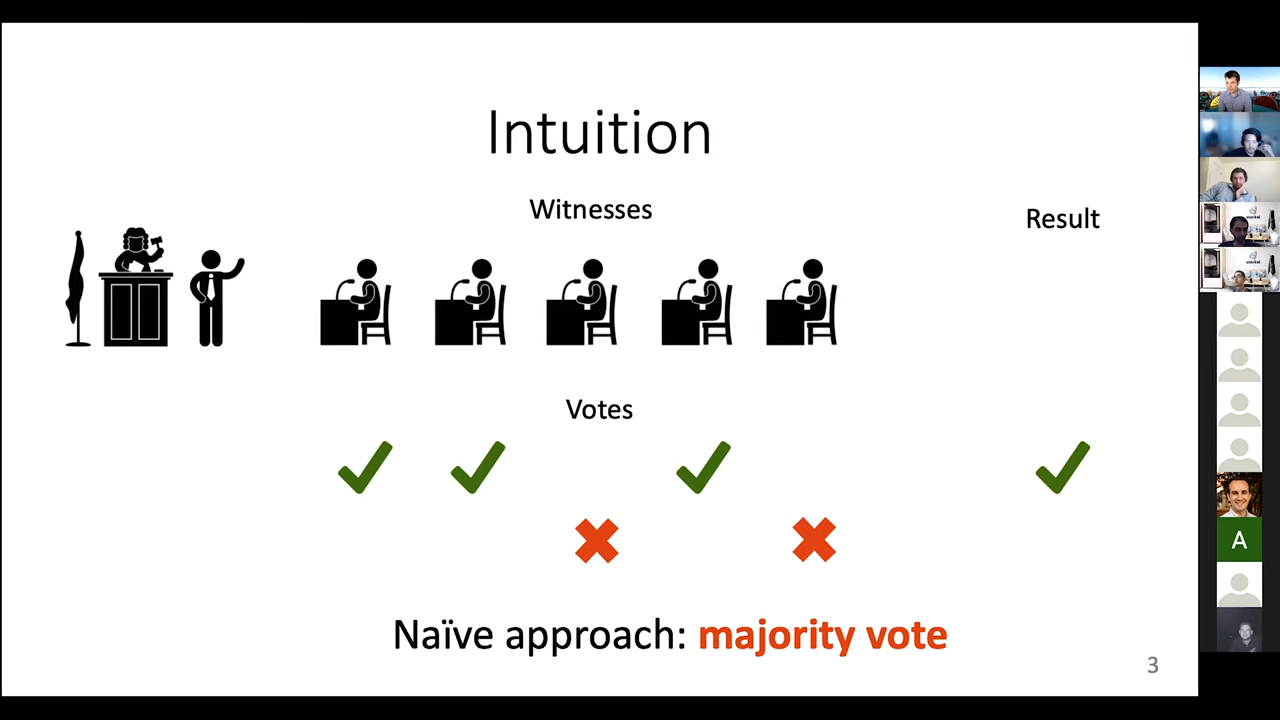 Intuition
Witnesses
Result
Votes
Naïve approach: majority vote
3
A